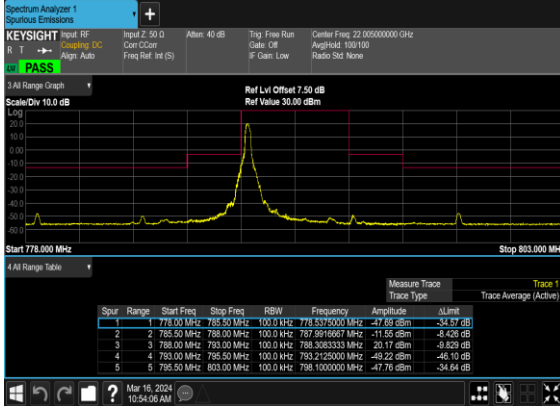 Spectrum Analyzer 1
Spurious Emissions
+
KEYSIGHT Input: RF Input Z: 50 Ω Atten: 40 dB Trig: Free Run Center Freq: 22.005000000 GHz
R T Coupling: DC Corr CCorr Gate: Off Avg|Hold: 100/100
Align: Auto Freq Ref: Int (S) IF Gain: Low Radio Std: None
LXI PASS
3.All Range Graph
Ref Lvl Offset 7.50 dB
Scale/Div 10.0 dB Ref Value 30.00 dBm
Log
20.0
10.0
0.00
-10.0
-20.0
-30.0
-40.0
-50.0
-60.0
Start 778.000 MHz Stop 803.000 MH
4.All Range Table
Measure Trace Trace 1
Trace Type Trace Average (Active)
Spur Range Start Freq Stop Freq RBW Frequency Amplitude ΔLimit
1 1 778.00 MHz 785.50 MHz 100.0 kHz 778.5375000 MHz -47.69 dBm -34.57 dB
2 2 785.50 MHz 788.00 MHz 100.0 kHz 787.9916667 MHz -11.55 dBm -8.426 dB
3 3 788.00 MHz 793.00 MHz 100.0 kHz 788.3083333 MHz 20.17 dBm -9.829 dB
4 4 793.00 MHz 795.50 MHz 100.0 kHz 793.2125000 MHz -49.22 dBm -46.10 dB
5 5 795.50 MHz 803.00 MHz 100.0 kHz 798.1000000 MHz -47.76 dBm -34.64 dB
? Mar 16, 2024
10:54:06 AM